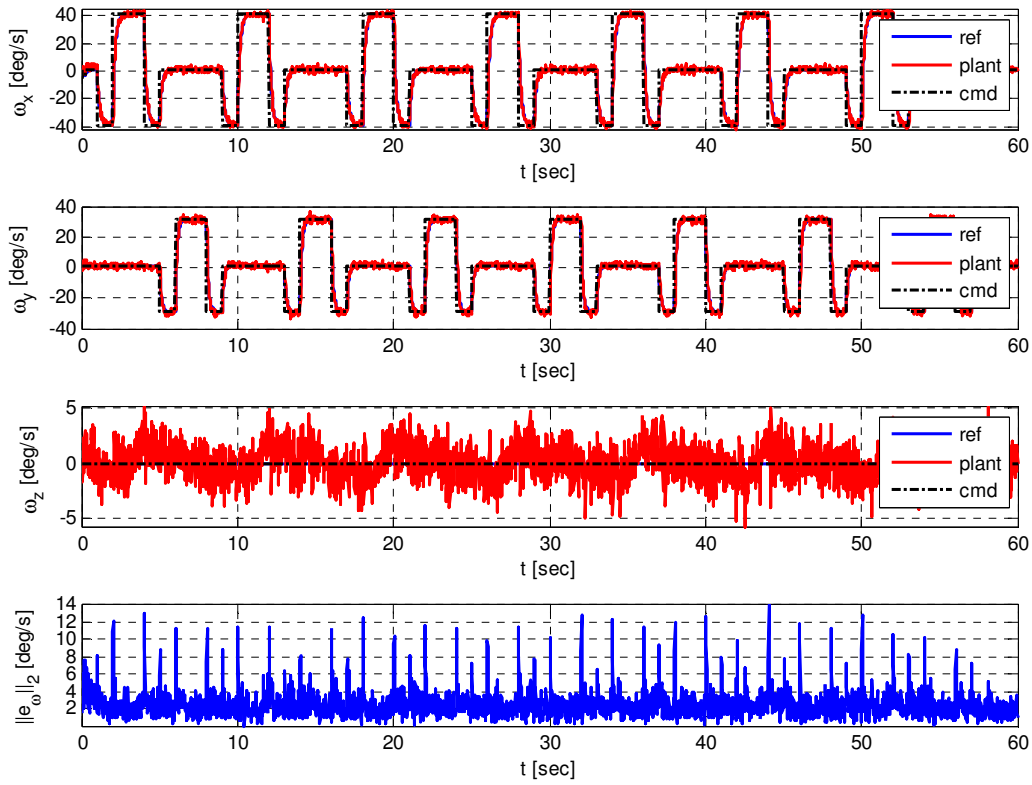 40
20
0
-20
-40
ω_x [deg/s]
ref
plant
cmd
0 10 20 30 40 50 60
t [sec]
40
20
0
-20
-40
ω_y [deg/s]
ref
plant
cmd
0 10 20 30 40 50 60
t [sec]
5
0
-5
ω_z [deg/s]
ref
plant
cmd
0 10 20 30 40 50 60
t [sec]
14
12
10
8
6
4
2
||e_ω||_2 [deg/s]
0 10 20 30 40 50 60
t [sec]